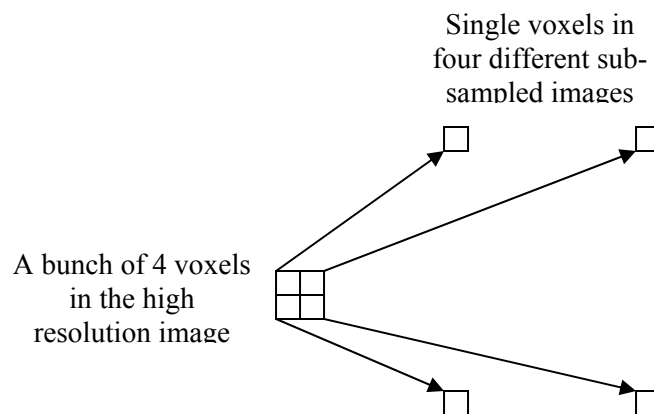 Single voxels in
four different sub-
sampled images
A bunch of 4 voxels
in the high
resolution image